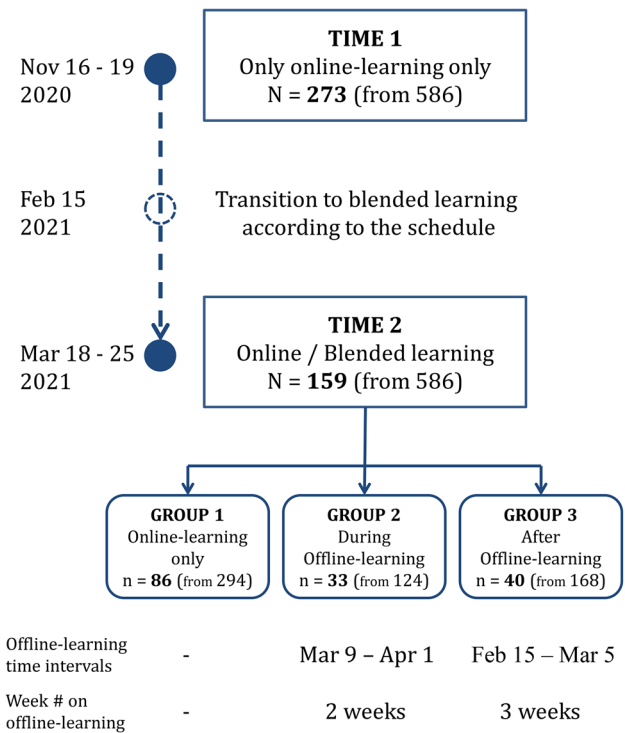 TIME 1
Only online-learning only
N = 273 (from 586)
Nov 16 - 19
2020
Feb 15
2021
Transition to blended learning
according to the schedule
TIME 2
Online / Blended learning
N = 159 (from 586)
Mar 18 - 25
2021
GROUP 1
Online-learning
only
n = 86 (from 294)
GROUP 2
During
Offline-learning
n = 33 (from 124)
GROUP 3
After
Offline-learning
n = 40 (from 168)
Offline-learning
time intervals
-
Mar 9 – Apr 1
Feb 15 – Mar 5
Week # on
offline-learning
-
2 weeks
3 weeks